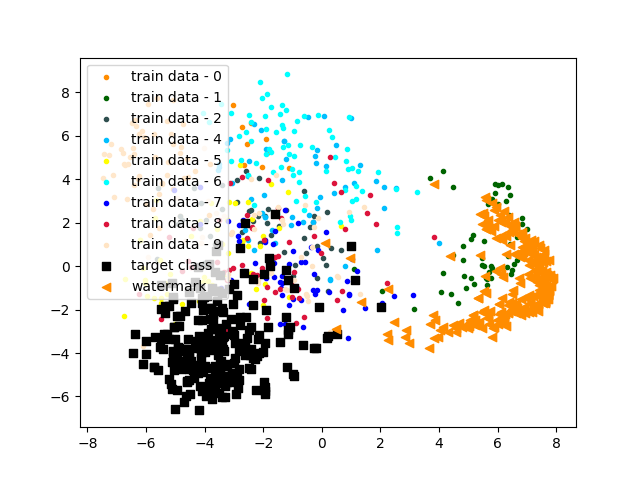 train data - 0
train data - 1
train data - 2
train data - 4
train data - 5
train data - 6
train data - 7
train data - 8
train data - 9
target class
watermark
8
6
4
2
0
−2
−4
−6
−8 −6 −4 −2 0 2 4 6 8